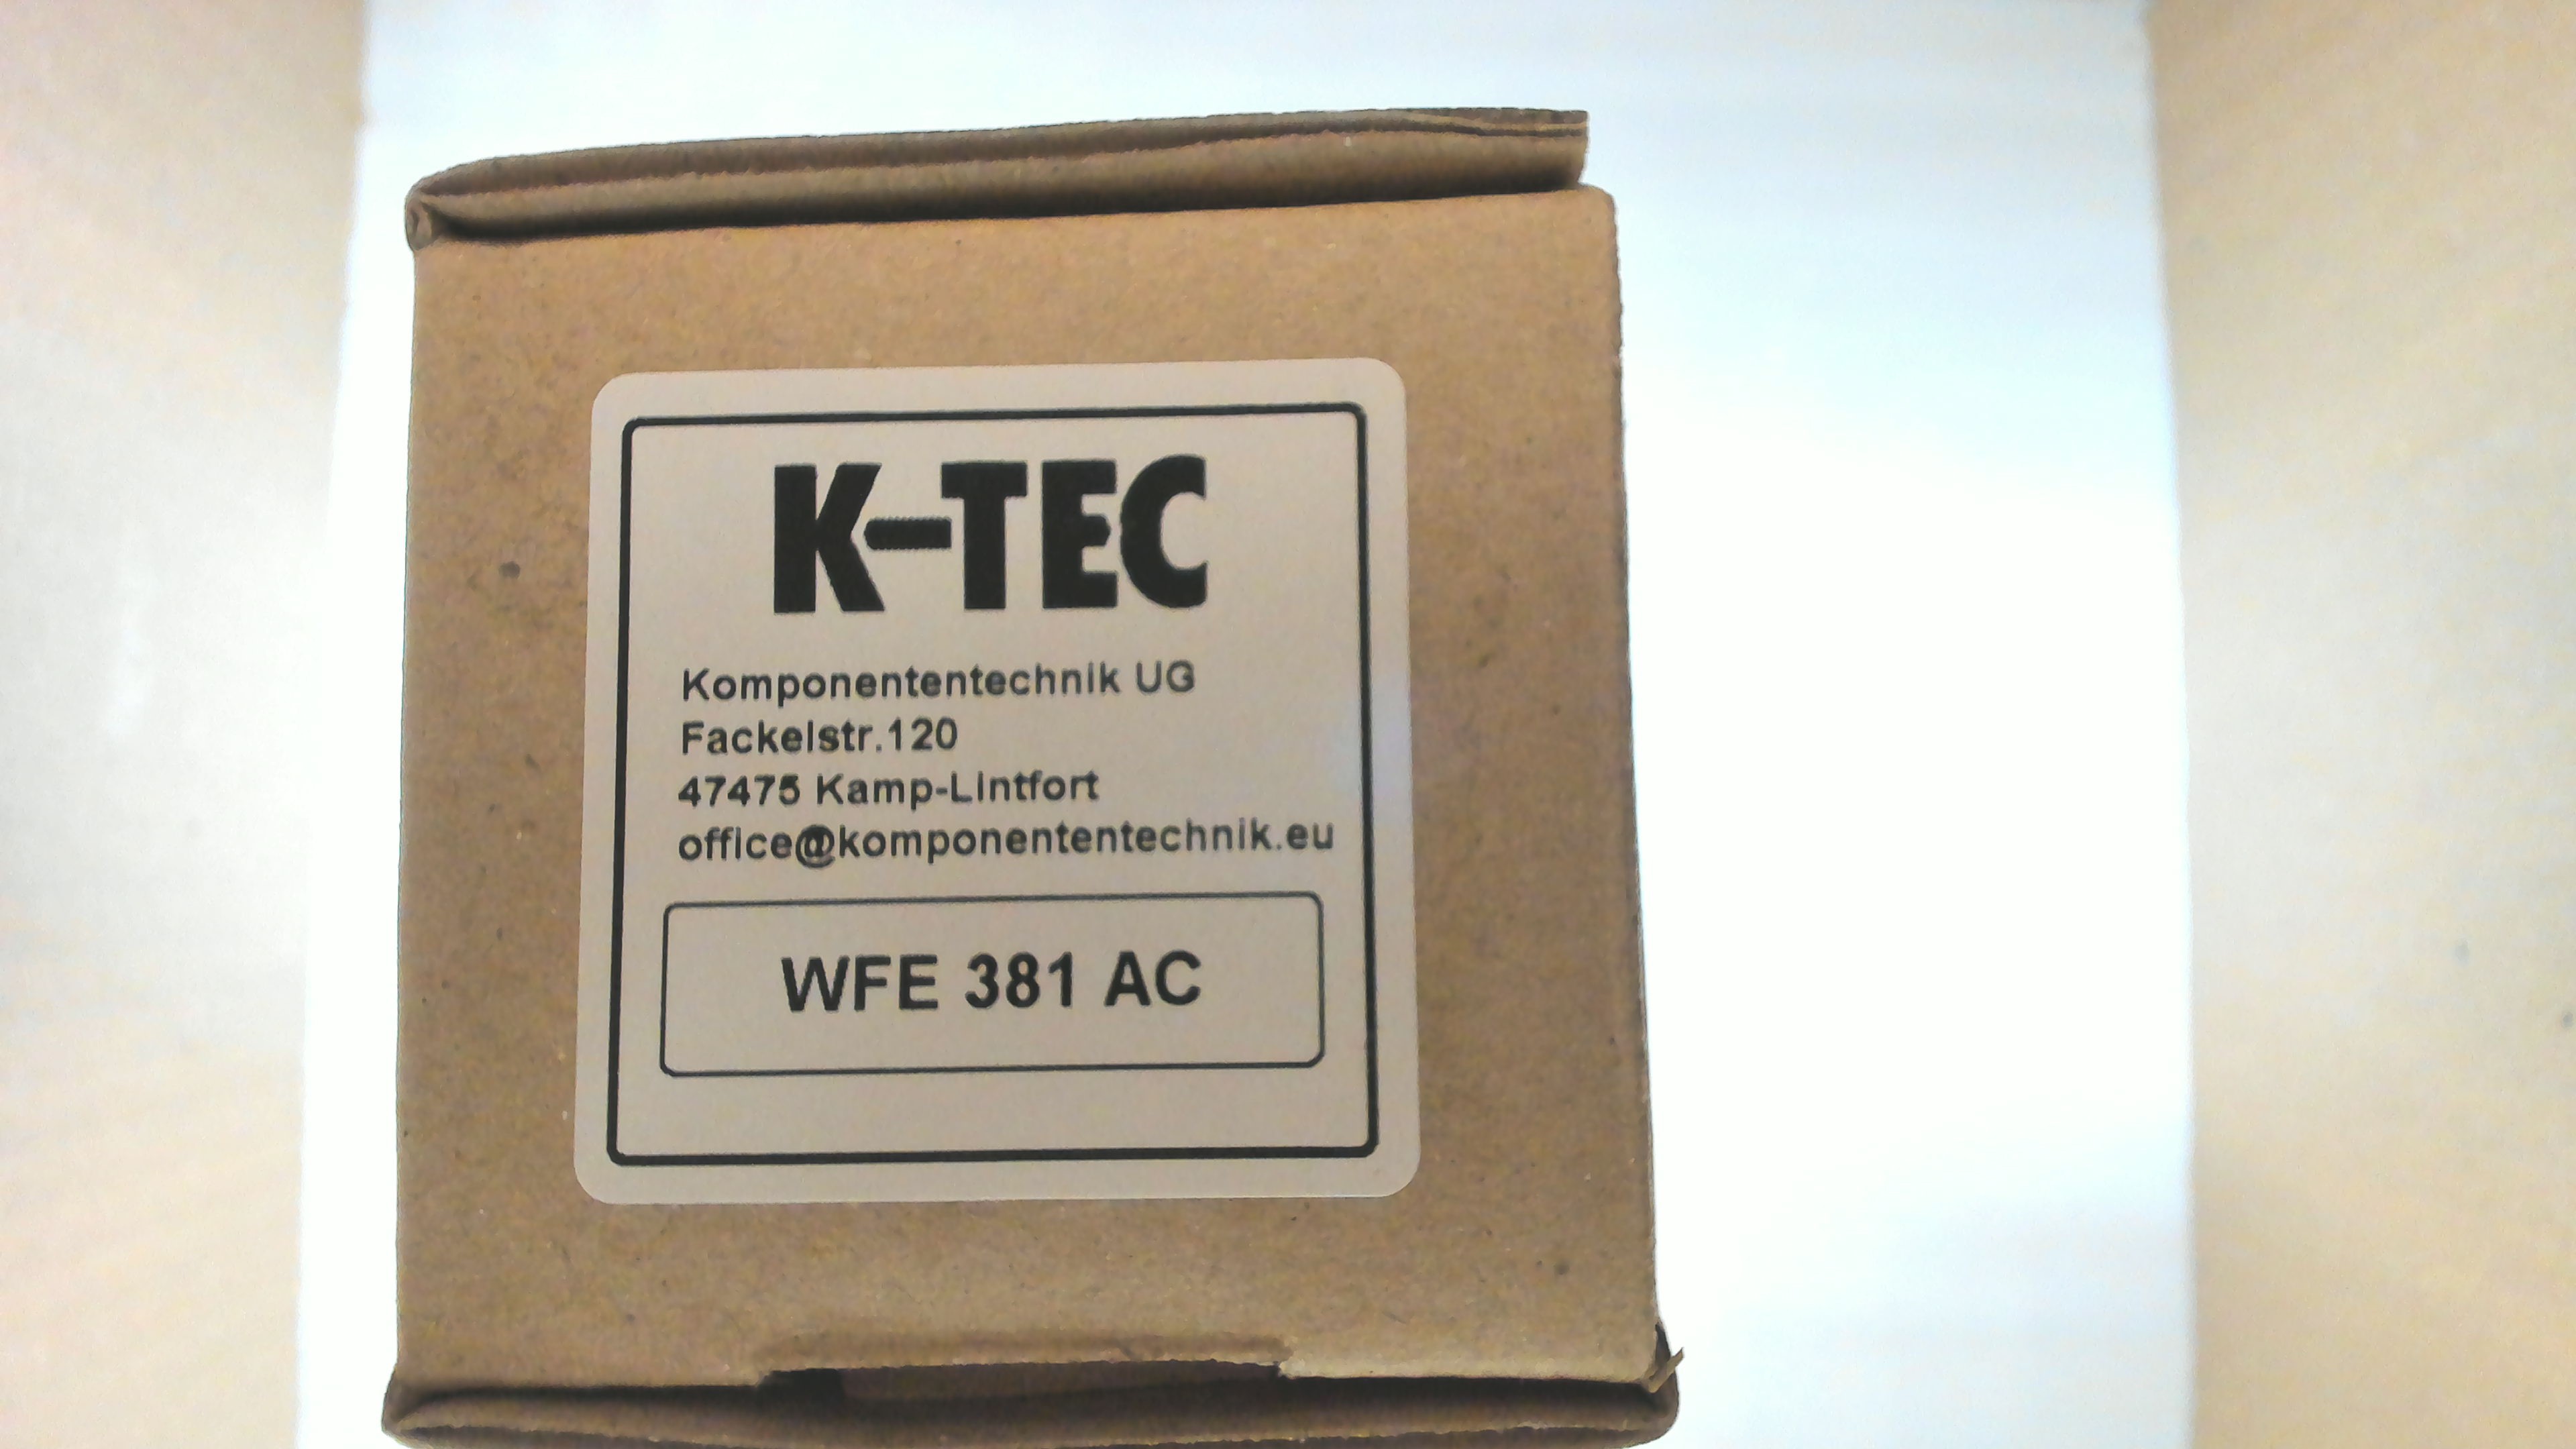 K-TEC
Komponententechnik UG
Fackelstr.120
47475 Kamp-Lintfort
office@komponententechnik.eu
WFE 381 AC